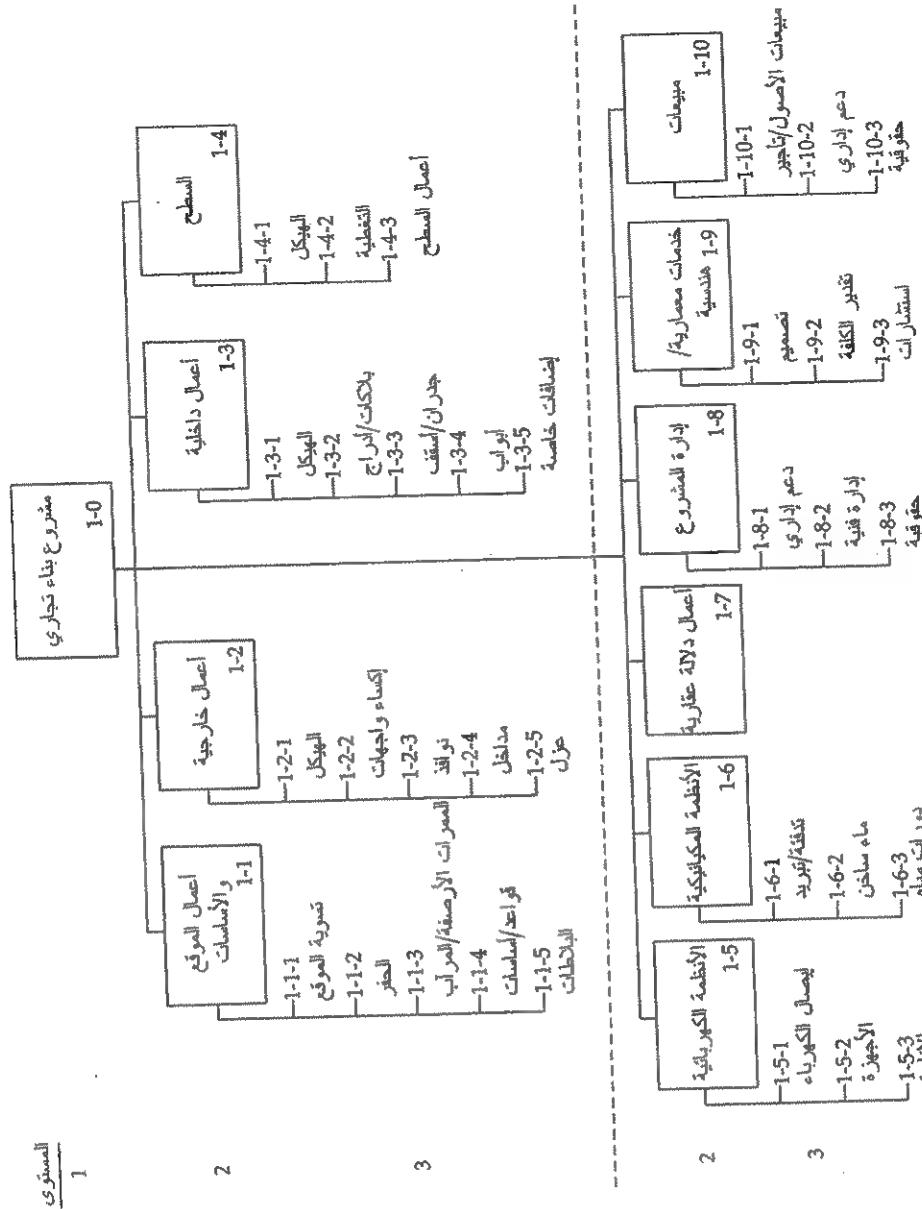 المستوى
1
2
3
2
3
مشروع بناء تجاري
1-0
أعمال الموقع
والأساسات
1-1
1-1-1
تسوية الموقع
1-1-2
الحفر
1-1-3
الممرات الأرصفة/المرآب
1-1-4
قواعد/أساسات
1-1-5
البلاطات
أعمال خارجية
1-2
1-2-1
الهيكل
1-2-2
إكساء واجهات
1-2-3
نوافذ
1-2-4
مداخل
1-2-5
عزل
أعمال داخلية
1-3
1-3-1
الهيكل
1-3-2
بلاكات/أدراج
1-3-3
جدران/أسقف
1-3-4
أبواب
1-3-5
إضافات خاصة
السطح
1-4
1-4-1
الهيكل
1-4-2
التغطية
1-4-3
أعمال السطح
الأنظمة الكهربائية
1-5
1-5-1
إيصال الكهرباء
1-5-2
الأجهزة
1-5-3
الأنظمة الميكانيكية
1-6
1-6-1
تدفئة/تبريد
1-6-2
ماء ساخن
1-6-3
أعمال دلالة عقارية
1-7
إدارة المشروع
1-8
1-8-1
دعم إداري
1-8-2
إدارة فنية
1-8-3
حقوقية
خدمات معمارية/
هندسية
1-9
1-9-1
تصميم
1-9-2
تقدير الكلفة
1-9-3
استشارات
مبيعات
1-10
1-10-1
مبيعات الأصول/تأجير
1-10-2
دعم إداري
1-10-3
حقوقية